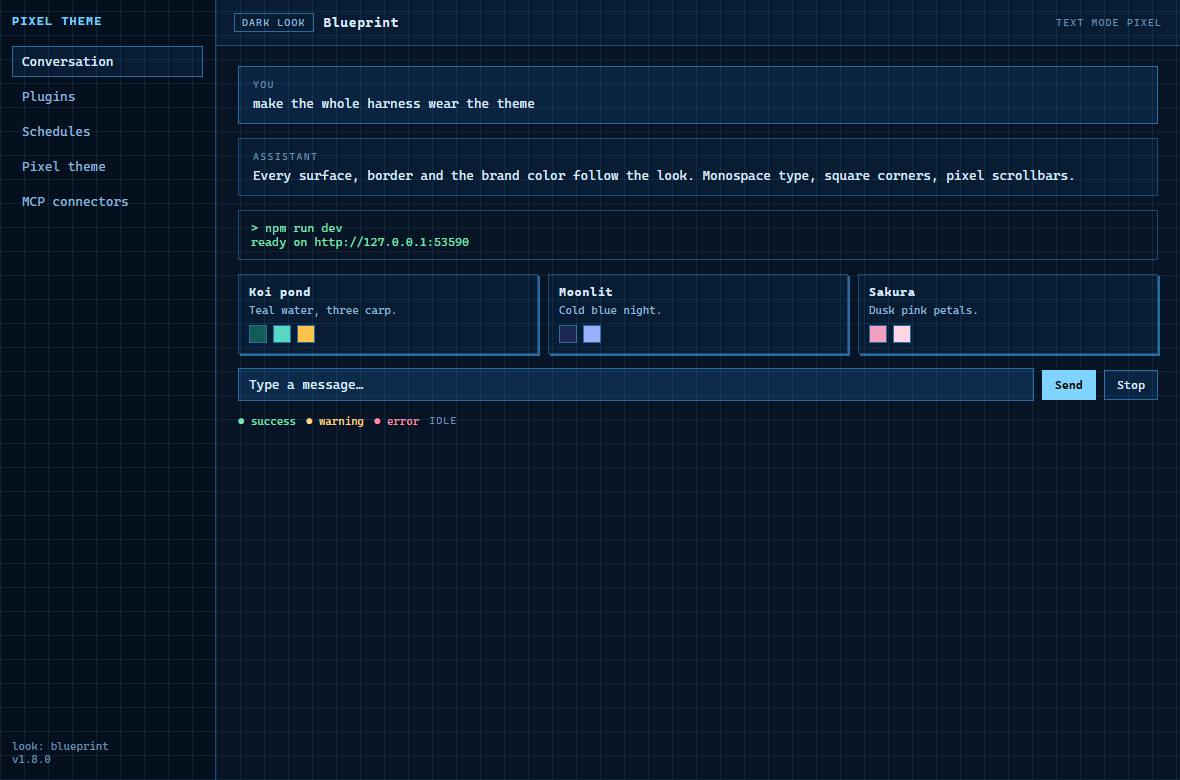 PIXEL THEME
Conversation
Plugins
Schedules
Pixel theme
MCP connectors
look: blueprint
v1.8.0
DARK LOOK
Blueprint
TEXT MODE PIXEL
YOU
make the whole harness wear the theme
ASSISTANT
Every surface, border and the brand color follow the look. Monospace type, square corners, pixel scrollbars.
> npm run dev
ready on http://127.0.0.1:53590
Koi pond
Teal water, three carp.
Moonlit
Cold blue night.
Sakura
Dusk pink petals.
Type a message…
Send
Stop
success
warning
error
IDLE